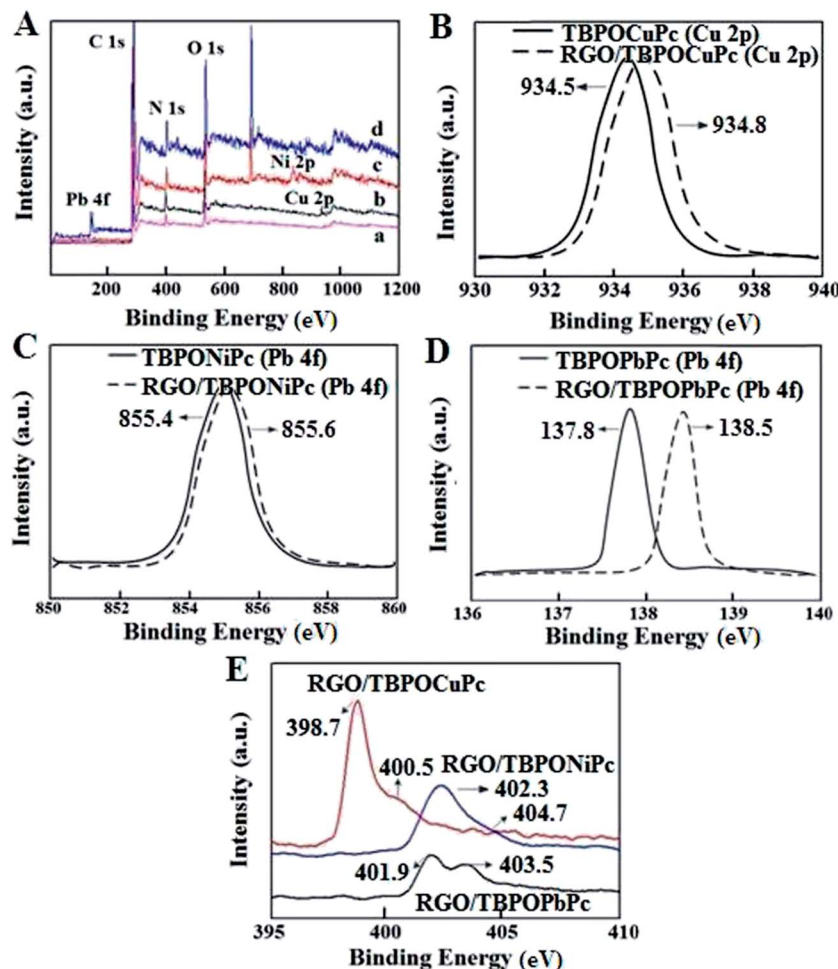 A
C 1s
O 1s
N 1s
d
Ni 2p
c
Pb 4f
Cu 2p
b
a
Intensity (a.u.)
200 400 600 800 1000 1200
Binding Energy (eV)
B
TBPOCuPc (Cu 2p)
RGO/TBPOCuPc (Cu 2p)
934.5
934.8
Intensity (a.u.)
930 932 934 936 938 940
Binding Energy (eV)
C
TBPONiPc (Pb 4f)
RGO/TBPONiPc (Pb 4f)
855.4
855.6
Intensity (a.u.)
850 852 854 856 858 860
Binding Energy (eV)
D
TBPOPbPc (Pb 4f)
RGO/TBPOPbPc (Pb 4f)
137.8
138.5
Intensity (a.u.)
136 137 138 139 140
Binding Energy (eV)
E
RGO/TBPOCuPc
398.7
400.5
RGO/TBPONiPc
402.3
404.7
401.9
403.5
RGO/TBPOPbPc
Intensity (a.u.)
395 400 405 410
Binding Energy (eV)